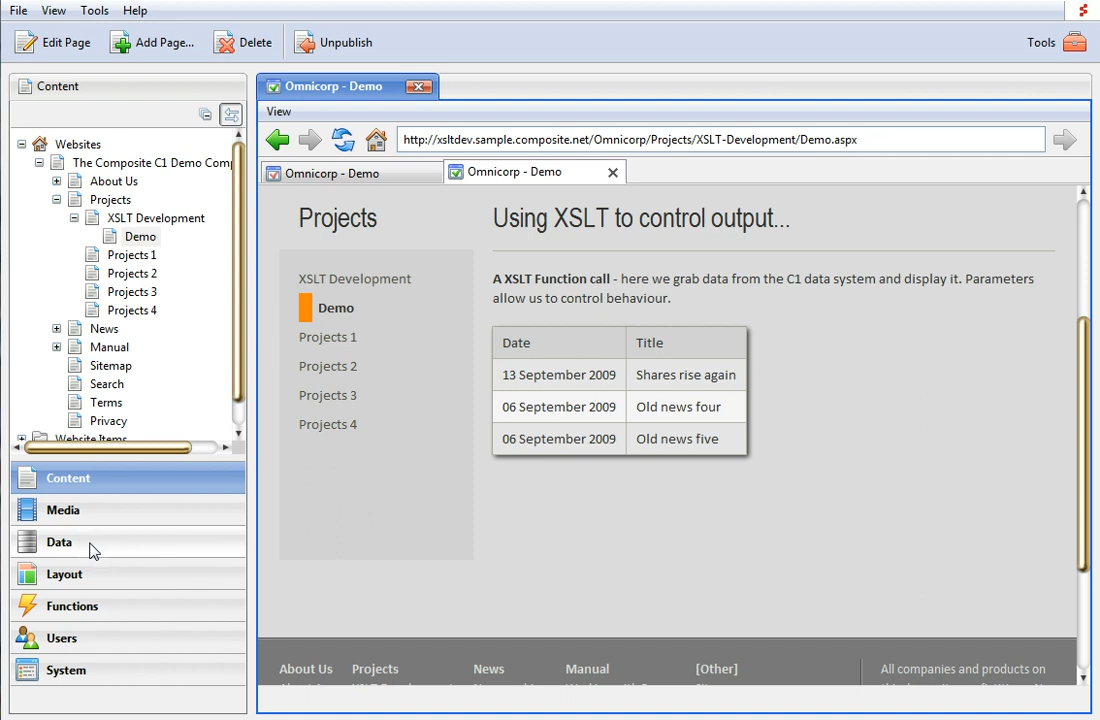 File View Tools Help
Edit Page Add Page... Delete Unpublish Tools
Content
Websites
The Composite C1 Demo Comp
About Us
Projects
XSLT Development
Demo
Projects 1
Projects 2
Projects 3
Projects 4
News
Manual
Sitemap
Search
Terms
Privacy
Website Items
Content
Media
Data
Layout
Functions
Users
System
Omnicorp - Demo
View
http://xsltdev.sample.composite.net/Omnicorp/Projects/XSLT-Development/Demo.aspx
Omnicorp - Demo Omnicorp - Demo
Projects
XSLT Development
Demo
Projects 1
Projects 2
Projects 3
Projects 4
Using XSLT to control output...
A XSLT Function call - here we grab data from the C1 data system and display it. Parameters
allow us to control behaviour.
Date Title
13 September 2009 Shares rise again
06 September 2009 Old news four
06 September 2009 Old news five
About Us Projects News Manual [Other] All companies and products on